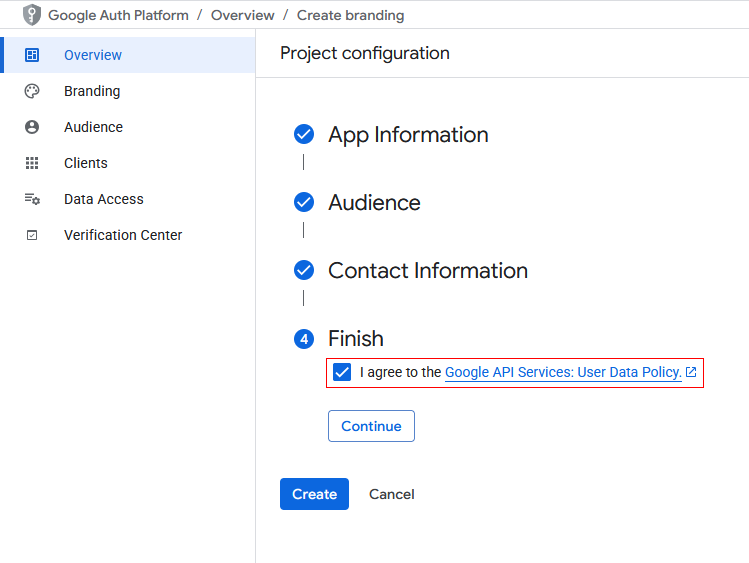 Google Auth Platform / Overview / Create branding
Overview
Branding
Audience
Clients
Data Access
Verification Center
Project configuration
App Information
Audience
Contact Information
4 Finish
I agree to the Google API Services: User Data Policy.
Continue
Create Cancel